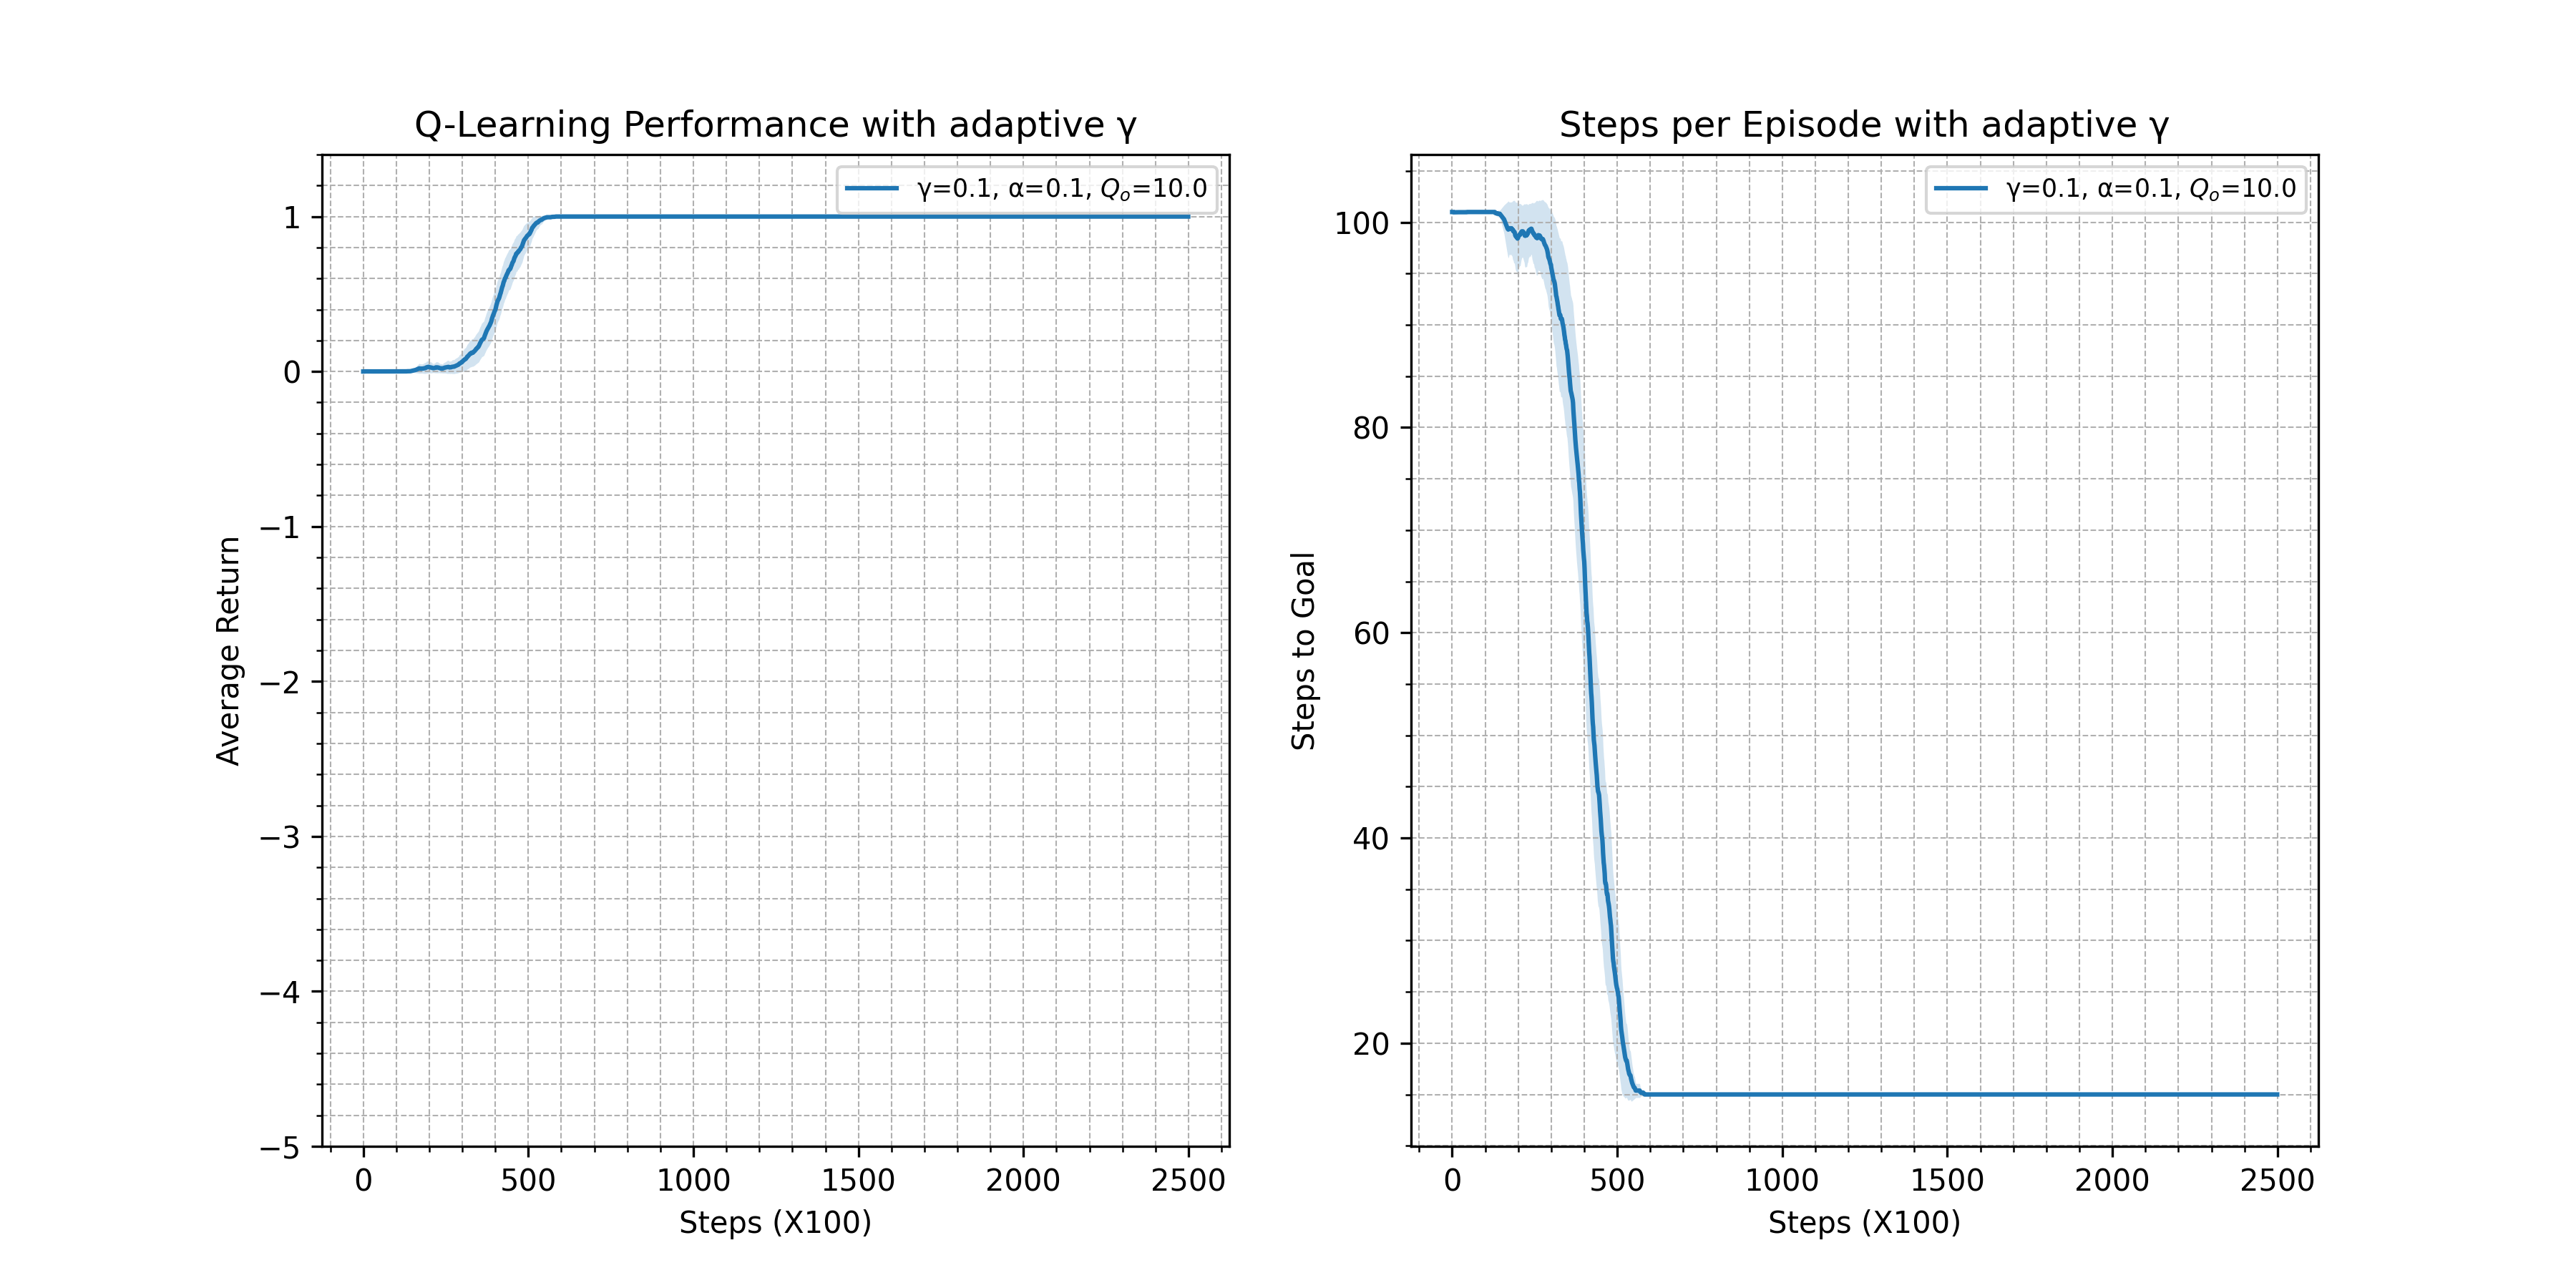 Q-Learning Performance with adaptive γ
γ=0.1, α=0.1, Qₒ=10.0
1
0
−1
−2
−3
−4
−5
Average Return
0 500 1000 1500 2000 2500
Steps (X100)
Steps per Episode with adaptive γ
γ=0.1, α=0.1, Qₒ=10.0
100
80
60
40
20
Steps to Goal
0 500 1000 1500 2000 2500
Steps (X100)